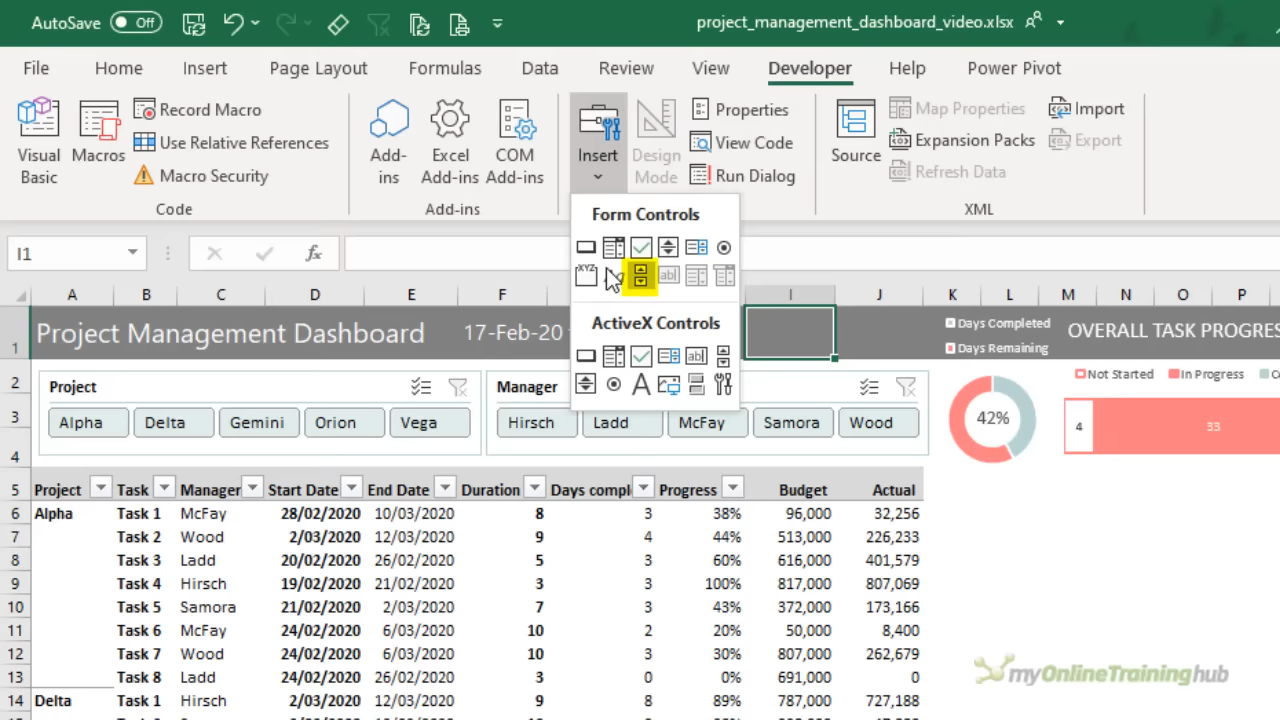 AutoSave Off project_management_dashboard_video.xlsx
File Home Insert Page Layout Formulas Data Review View Developer Help Power Pivot
Visual Basic
Macros
Record Macro
Use Relative References
Macro Security
Code
Add-ins
Excel Add-ins
COM Add-ins
Add-ins
Insert
Design Mode
Properties
View Code
Run Dialog
Source
Map Properties
Expansion Packs
Refresh Data
Import
Export
XML
Form Controls
XYZ
ab|
ActiveX Controls
ab|
A
I1 fx
A B C D E F I J K L M N O P
1 Project Management Dashboard 17-Feb-20
Days Completed
Days Remaining
OVERALL TASK PROGRES
Not Started In Progress
42%
4 33
2 Project Manager
3 Alpha Delta Gemini Orion Vega Hirsch Ladd McFay Samora Wood
4
5 Project Task Manager Start Date End Date Duration Days compl Progress Budget Actual
6 Alpha Task 1 McFay 28/02/2020 10/03/2020 8 3 38% 96,000 32,256
7 Task 2 Wood 2/03/2020 12/03/2020 9 4 44% 513,000 226,233
8 Task 3 Ladd 20/02/2020 26/02/2020 5 3 60% 616,000 401,579
9 Task 4 Hirsch 19/02/2020 21/02/2020 3 3 100% 817,000 807,069
10 Task 5 Samora 21/02/2020 2/03/2020 7 3 43% 372,000 173,166
11 Task 6 McFay 24/02/2020 6/03/2020 10 2 20% 50,000 8,400
12 Task 7 Wood 24/02/2020 6/03/2020 10 3 30% 807,000 262,679
13 Task 8 Ladd 24/02/2020 26/02/2020 3 0 0% 691,000 0
14 Delta Task 1 Hirsch 2/03/2020 12/03/2020 9 8 89% 787,000 727,188
myOnlineTraininghub